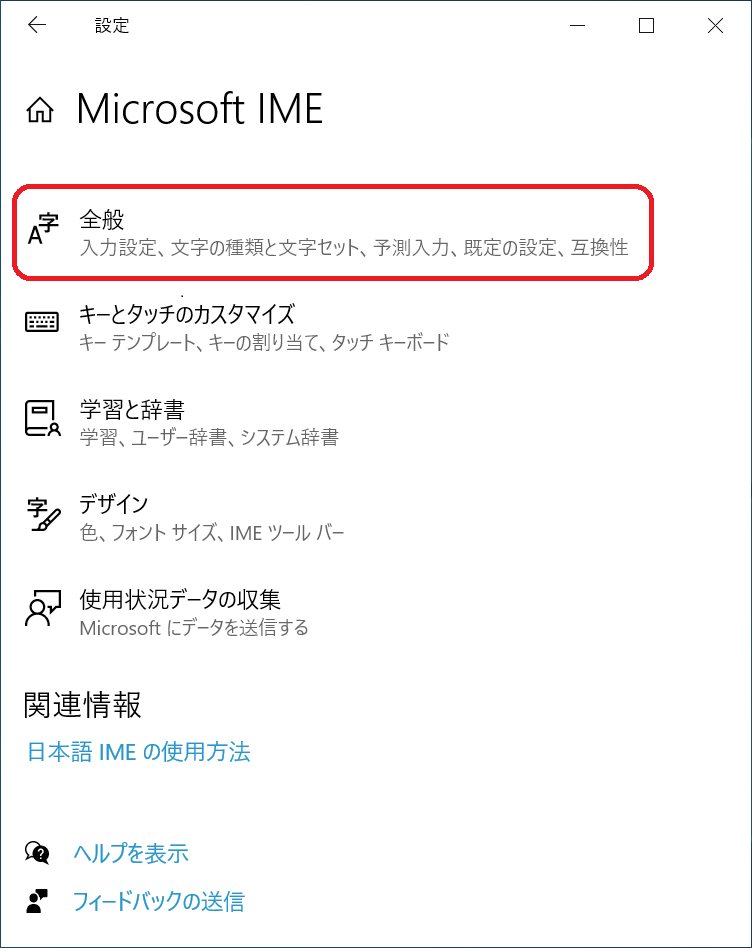 設定
Microsoft IME
全般
入力設定、文字の種類と文字セット、予測入力、既定の設定、互換性
キーとタッチのカスタマイズ
キー テンプレート、キーの割り当て、タッチ キーボード
学習と辞書
学習、ユーザー辞書、システム辞書
デザイン
色、フォント サイズ、IME ツール バー
使用状況データの収集
Microsoft にデータを送信する
関連情報
日本語 IME の使用方法
ヘルプを表示
フィードバックの送信